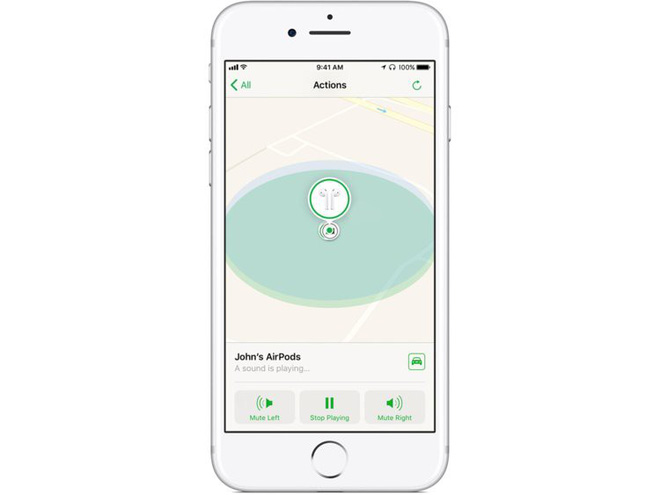 9:41 AM 100%
All Actions
John's AirPods
A sound is playing...
Mute Left Stop Playing Mute Right